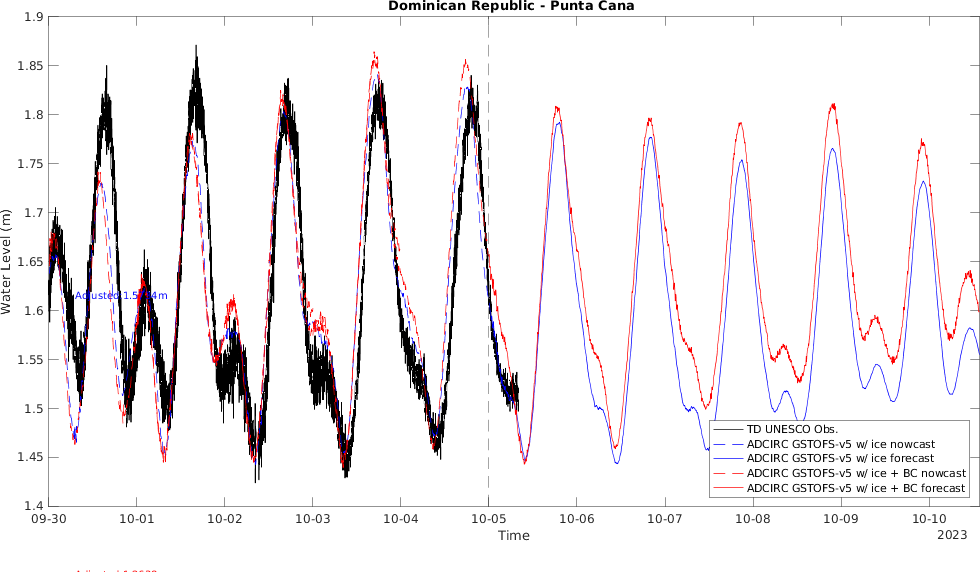 Dominican Republic - Punta Cana
1.9
1.85
1.8
1.75
1.7
1.65
1.6
1.55
1.5
1.45
1.4
Water Level (m)
09-30
10-01
10-02
10-03
10-04
10-05
10-06
10-07
10-08
10-09
10-10
2023
Time
TD UNESCO Obs.
ADCIRC GSTOFS-v5 w/ ice nowcast
ADCIRC GSTOFS-v5 w/ ice forecast
ADCIRC GSTOFS-v5 w/ ice + BC nowcast
ADCIRC GSTOFS-v5 w/ ice + BC forecast